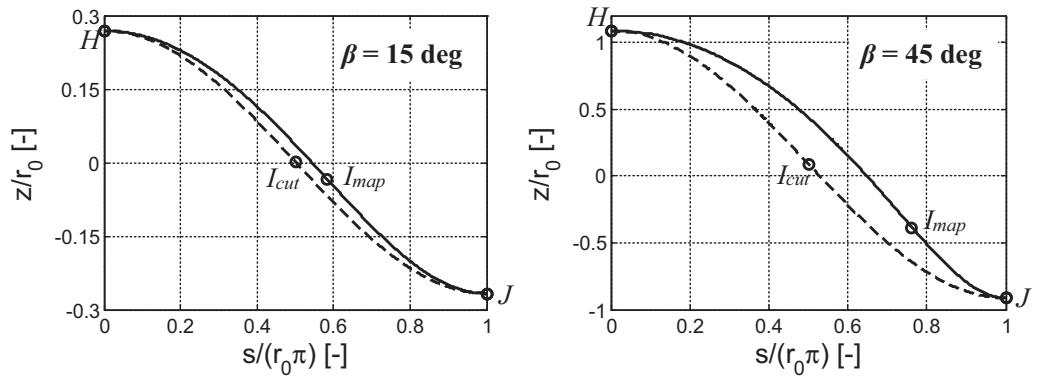 0.3
0.15
0
-0.15
-0.3
z/r0 [-]
H
β = 15 deg
Icut
Imap
J
0 0.2 0.4 0.6 0.8 1
s/(r0π) [-]
1
0.5
0
-0.5
-1
z/r0 [-]
H
β = 45 deg
Icut
Imap
J
0 0.2 0.4 0.6 0.8 1
s/(r0π) [-]